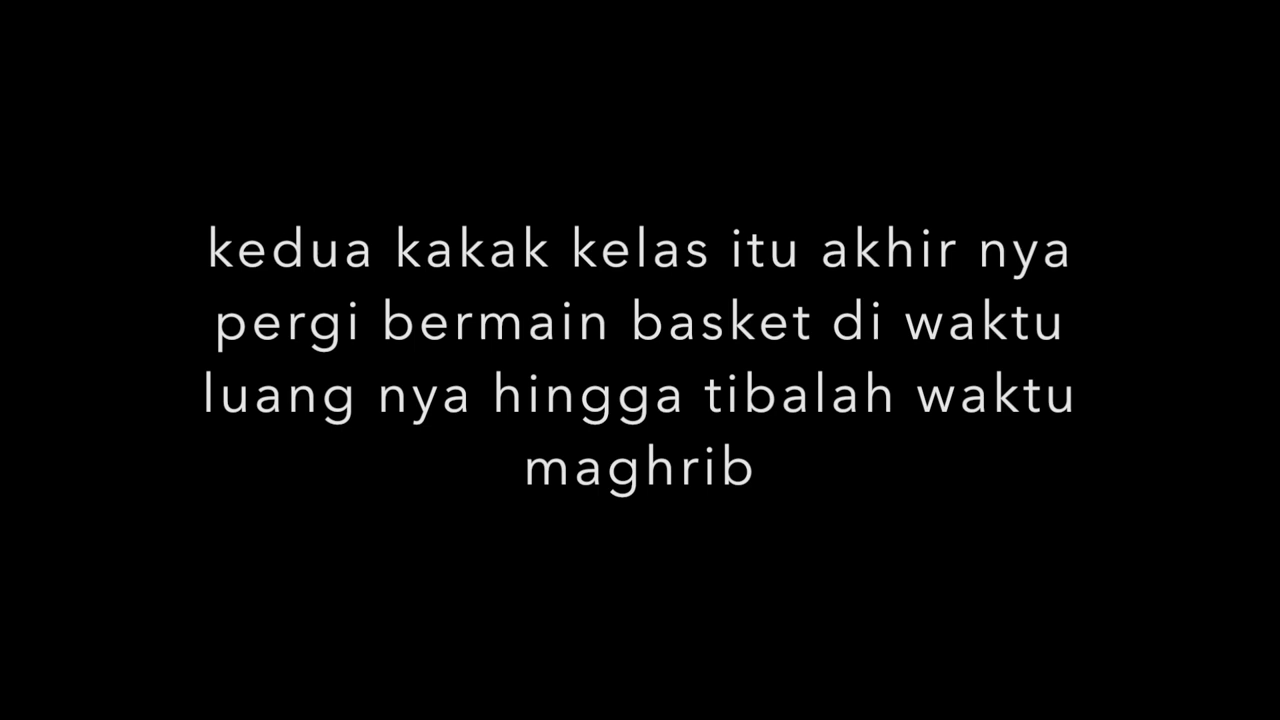 kedua kakak kelas itu akhir nya
pergi bermain basket di waktu
luang nya hingga tibalah waktu
maghrib